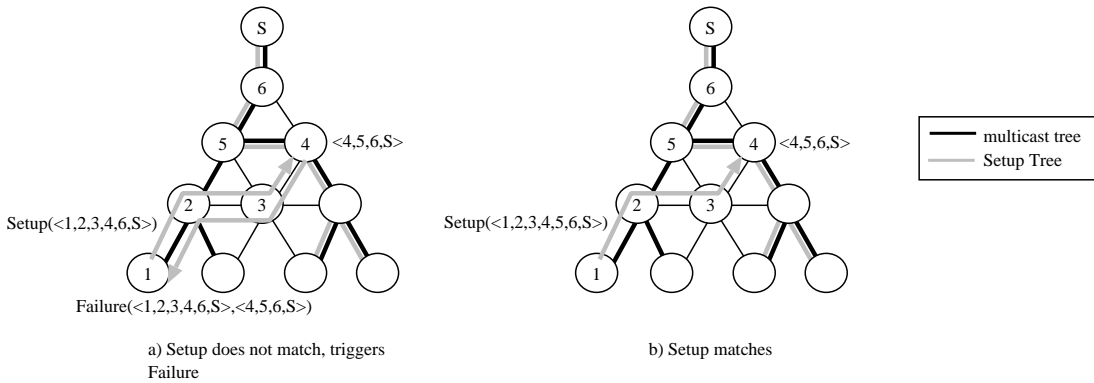 S
6
5
4
<4,5,6,S>
2
3
Setup(<1,2,3,4,6,S>)
1
Failure(<1,2,3,4,6,S>,<4,5,6,S>)
a) Setup does not match, triggers
Failure
S
6
5
4
<4,5,6,S>
2
3
Setup(<1,2,3,4,5,6,S>)
1
b) Setup matches
multicast tree
Setup Tree